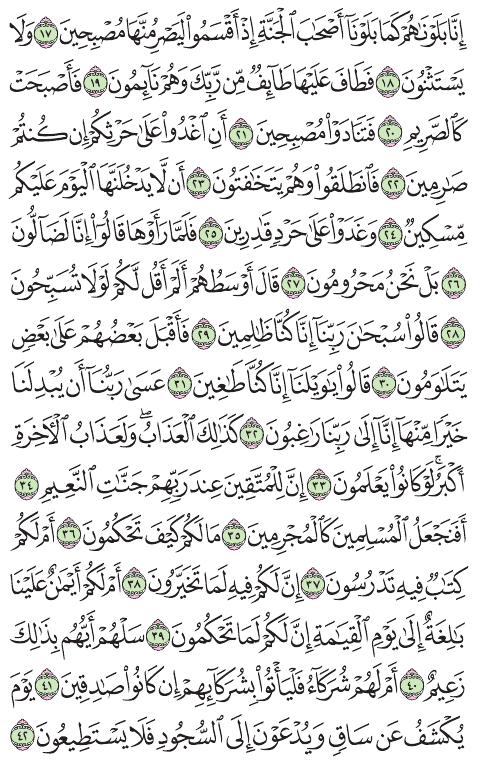 إِنَّا بَلَوْنَٰهُمْ كَمَا بَلَوْنَآ أَصْحَٰبَ ٱلْجَنَّةِ إِذْ أَقْسَمُوا۟ لَيَصْرِمُنَّهَا مُصْبِحِينَ ١٧ وَلَا
يَسْتَثْنُونَ ١٨ فَطَافَ عَلَيْهَا طَآئِفٌ مِّن رَّبِّكَ وَهُمْ نَآئِمُونَ ١٩ فَأَصْبَحَتْ
كَٱلصَّرِيمِ ٢٠ فَتَنَادَوْا۟ مُصْبِحِينَ ٢١ أَنِ ٱغْدُوا۟ عَلَىٰ حَرْثِكُمْ إِن كُنتُمْ
صَٰرِمِينَ ٢٢ فَٱنطَلَقُوا۟ وَهُمْ يَتَخَٰفَتُونَ ٢٣ أَن لَّا يَدْخُلَنَّهَا ٱلْيَوْمَ عَلَيْكُم
مِّسْكِينٌ ٢٤ وَغَدَوْا۟ عَلَىٰ حَرْدٍ قَٰدِرِينَ ٢٥ فَلَمَّا رَأَوْهَا قَالُوٓا۟ إِنَّا لَضَآلُّونَ
٢٦ بَلْ نَحْنُ مَحْرُومُونَ ٢٧ قَالَ أَوْسَطُهُمْ أَلَمْ أَقُل لَّكُمْ لَوْلَا تُسَبِّحُونَ
٢٨ قَالُوا۟ سُبْحَٰنَ رَبِّنَآ إِنَّا كُنَّا ظَٰلِمِينَ ٢٩ فَأَقْبَلَ بَعْضُهُمْ عَلَىٰ بَعْضٍ
يَتَلَٰوَمُونَ ٣٠ قَالُوا۟ يَٰوَيْلَنَآ إِنَّا كُنَّا طَٰغِينَ ٣١ عَسَىٰ رَبُّنَآ أَن يُبْدِلَنَا
خَيْرًا مِّنْهَآ إِنَّآ إِلَىٰ رَبِّنَا رَٰغِبُونَ ٣٢ كَذَٰلِكَ ٱلْعَذَابُ ۖ وَلَعَذَابُ ٱلْءَاخِرَةِ
أَكْبَرُ ۚ لَوْ كَانُوا۟ يَعْلَمُونَ ٣٣ إِنَّ لِلْمُتَّقِينَ عِندَ رَبِّهِمْ جَنَّٰتِ ٱلنَّعِيمِ ٣٤
أَفَنَجْعَلُ ٱلْمُسْلِمِينَ كَٱلْمُجْرِمِينَ ٣٥ مَا لَكُمْ كَيْفَ تَحْكُمُونَ ٣٦ أَمْ لَكُمْ
كِتَٰبٌ فِيهِ تَدْرُسُونَ ٣٧ إِنَّ لَكُمْ فِيهِ لَمَا تَخَيَّرُونَ ٣٨ أَمْ لَكُمْ أَيْمَٰنٌ عَلَيْنَا
بَٰلِغَةٌ إِلَىٰ يَوْمِ ٱلْقِيَٰمَةِ إِنَّ لَكُمْ لَمَا تَحْكُمُونَ ٣٩ سَلْهُمْ أَيُّهُم بِذَٰلِكَ
زَعِيمٌ ٤٠ أَمْ لَهُمْ شُرَكَآءُ فَلْيَأْتُوا۟ بِشُرَكَآئِهِمْ إِن كَانُوا۟ صَٰدِقِينَ ٤١ يَوْمَ
يُكْشَفُ عَن سَاقٍ وَيُدْعَوْنَ إِلَى ٱلسُّجُودِ فَلَا يَسْتَطِيعُونَ ٤٢